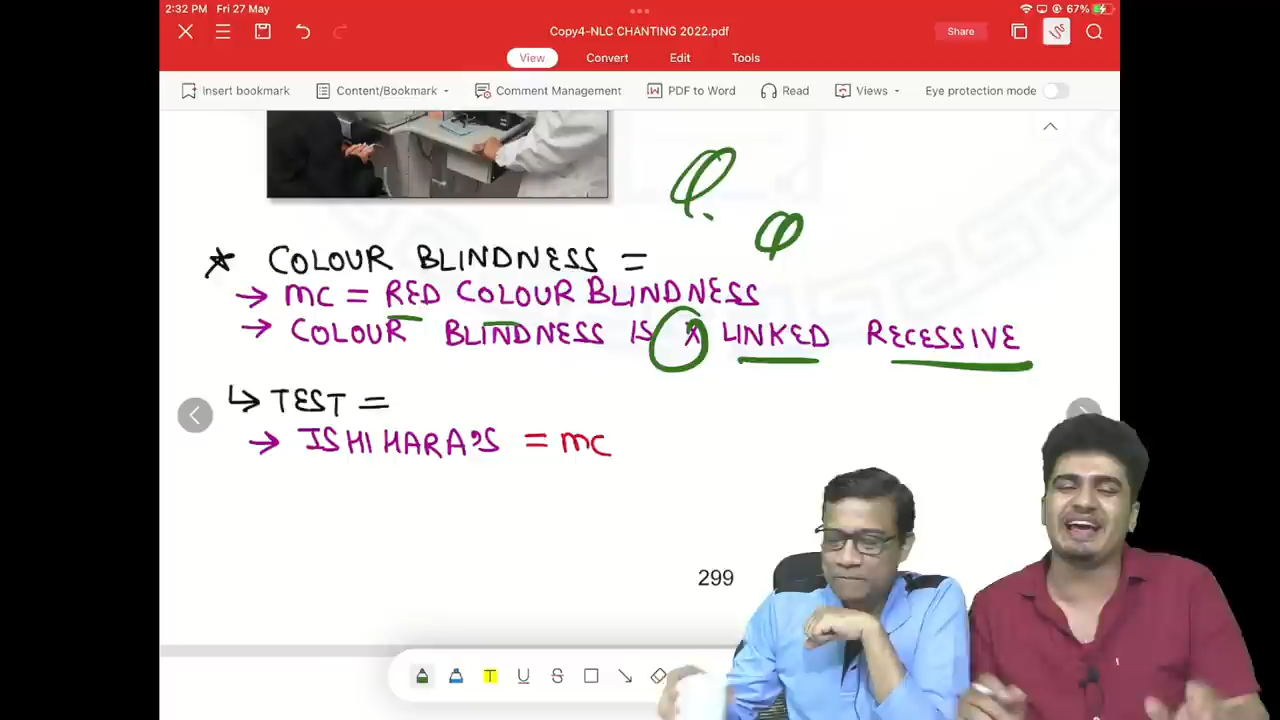 2:32 PM Fri 27 May
67%
Copy4-NLC CHANTING 2022.pdf
Share
View Convert Edit Tools
Insert bookmark Content/Bookmark Comment Management PDF to Word Read Views Eye protection mode
COLOUR BLINDNESS =
→ MC = RED COLOUR BLINDNESS
→ COLOUR BLINDNESS IS X LINKED RECESSIVE
↳ TEST =
→ ISHIHARA'S = MC
299
T U S